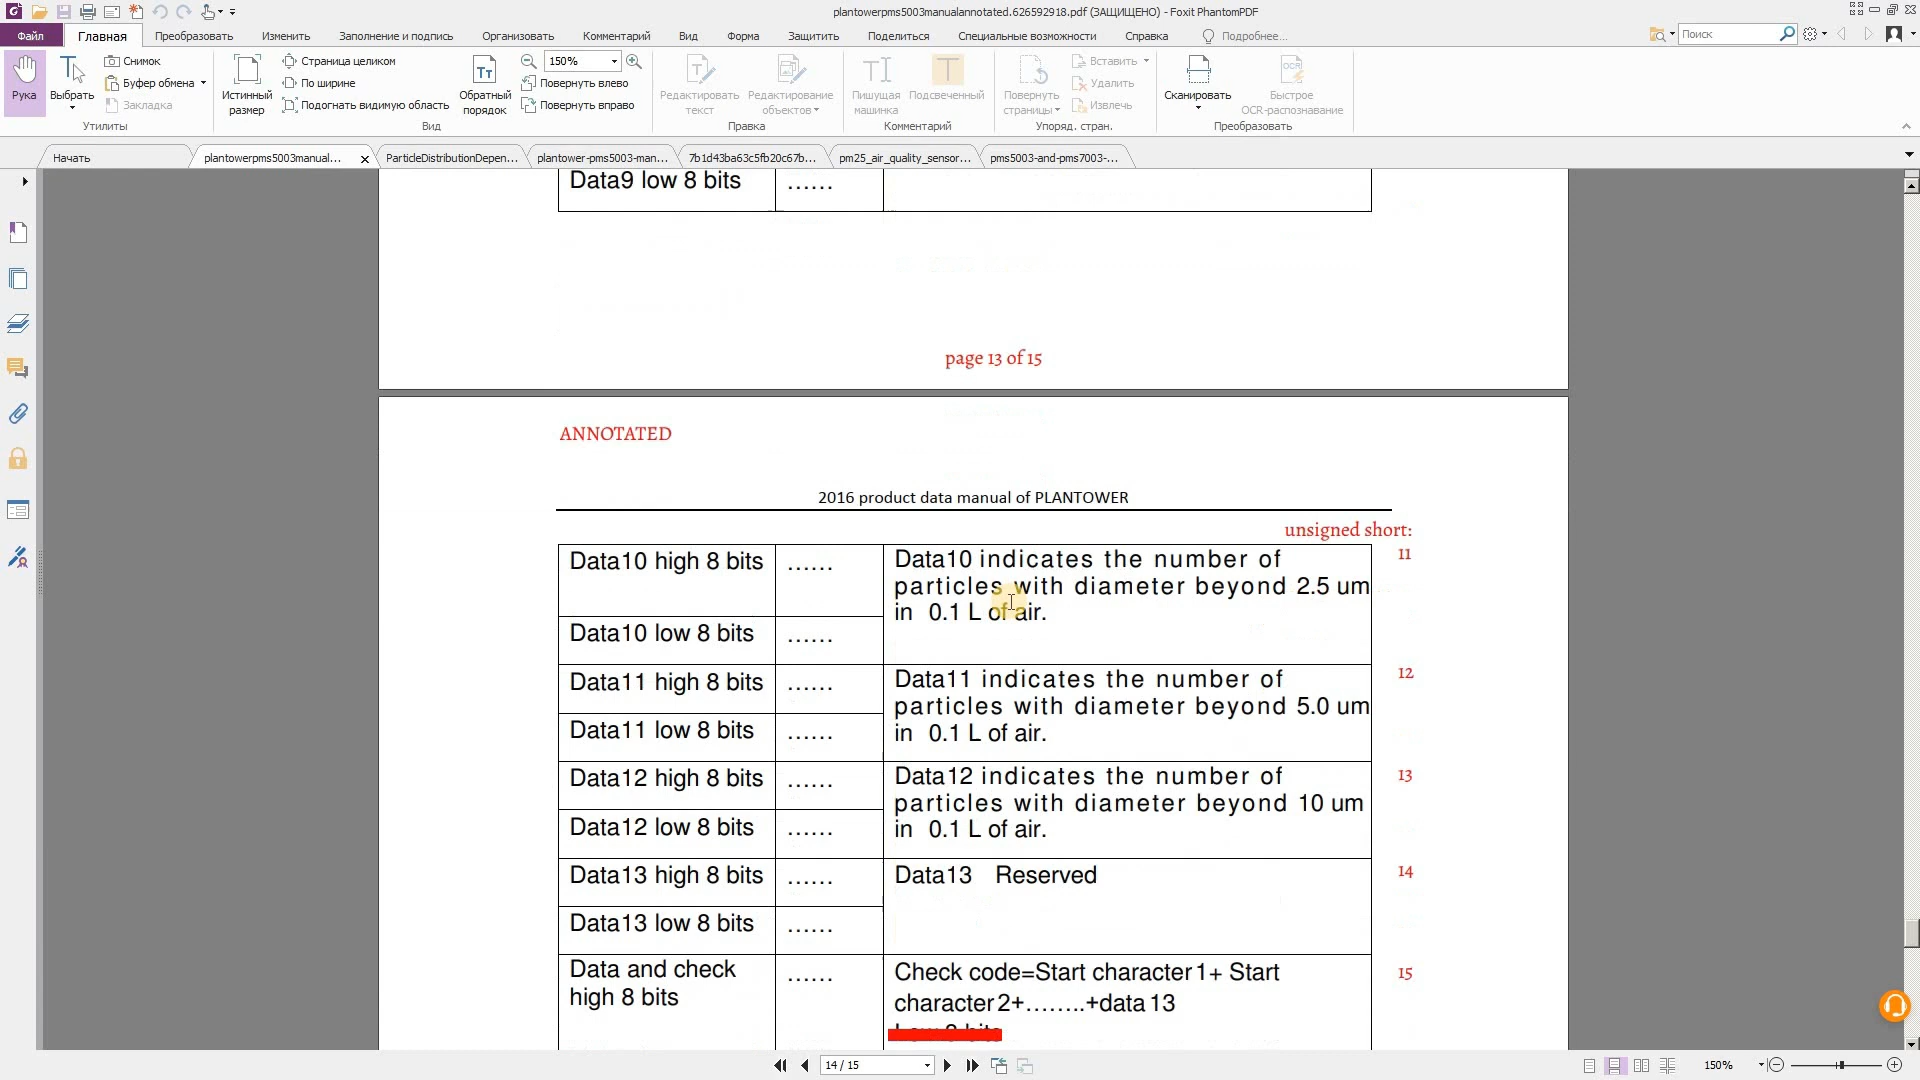 plantowerpms5003manualannotated.626592918.pdf (ЗАЩИЩЕНО) - Foxit PhantomPDF
Файл Главная Преобразовать Изменить Заполнение и подпись Организовать Комментарий Вид Форма Защитить Поделиться Специальные возможности Справка Подробнее... Поиск
Рука
Выбрать
Снимок
Буфер обмена
Закладка
Утилиты
Истинный размер
Страница целиком
По ширине
Подогнать видимую область
Обратный порядок
150%
Повернуть влево
Повернуть вправо
Вид
Редактировать текст
Редактирование объектов
Правка
Пишущая машинка
Подсвеченный
Комментарий
Повернуть страницы
Вставить
Удалить
Извлечь
Упоряд. стран.
Сканировать
Быстрое OCR-распознавание
Преобразовать
Начать plantowerpms5003manual... ParticleDistributionDepen... plantower-pms5003-man... 7b1d43ba63c5fb20c67b... pm25_air_quality_sensor... pms5003-and-pms7003-...
Data9 low 8 bits ......
page 13 of 15
ANNOTATED
2016 product data manual of PLANTOWER
unsigned short:
Data10 high 8 bits ...... Data10 indicates the number of 11
particles with diameter beyond 2.5 um
in 0.1 L of air.
Data10 low 8 bits ......
Data11 high 8 bits ...... Data11 indicates the number of 12
particles with diameter beyond 5.0 um
Data11 low 8 bits ...... in 0.1 L of air.
Data12 high 8 bits ...... Data12 indicates the number of 13
particles with diameter beyond 10 um
Data12 low 8 bits ...... in 0.1 L of air.
Data13 high 8 bits ...... Data13 Reserved 14
Data13 low 8 bits ......
Data and check ...... Check code=Start character1+ Start 15
high 8 bits character2+........+data 13
14 / 15
150%